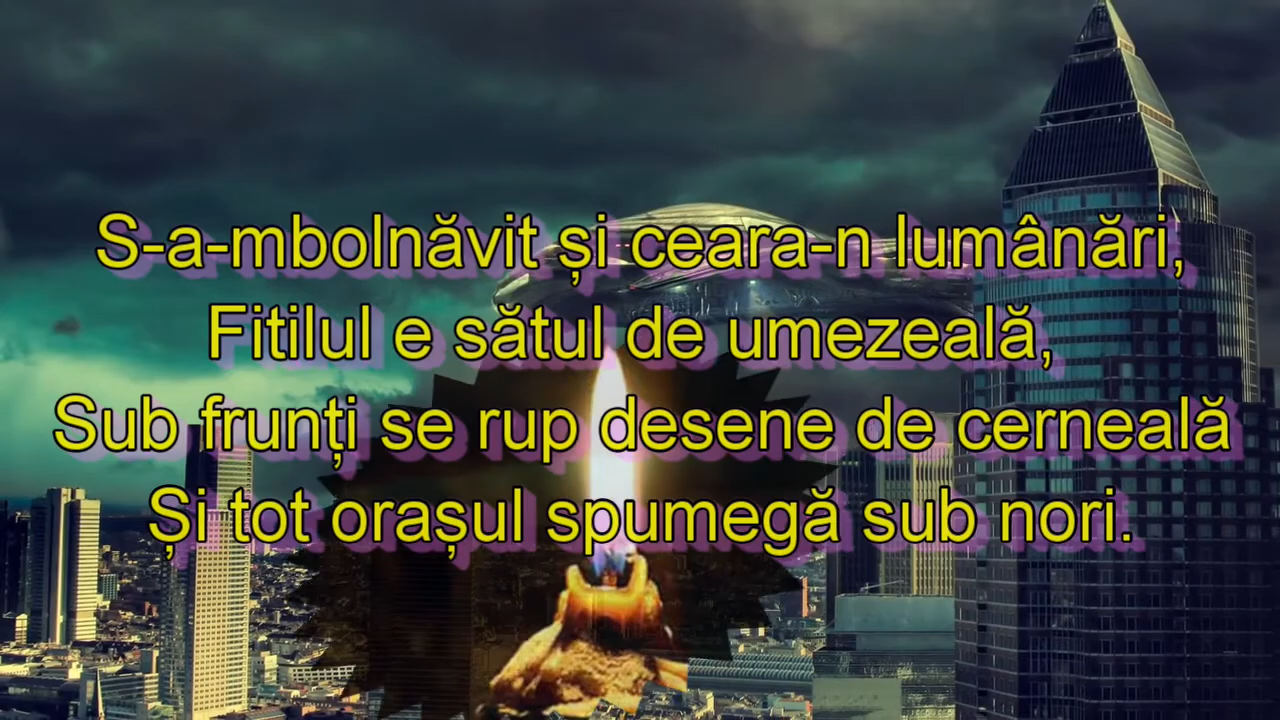 S-a-mbolnăvit și ceara-n lumânări,
Fitilul e sătul de umezeală,
Sub frunți se rup desene de cerneală
Și tot orașul spumegă sub nori.